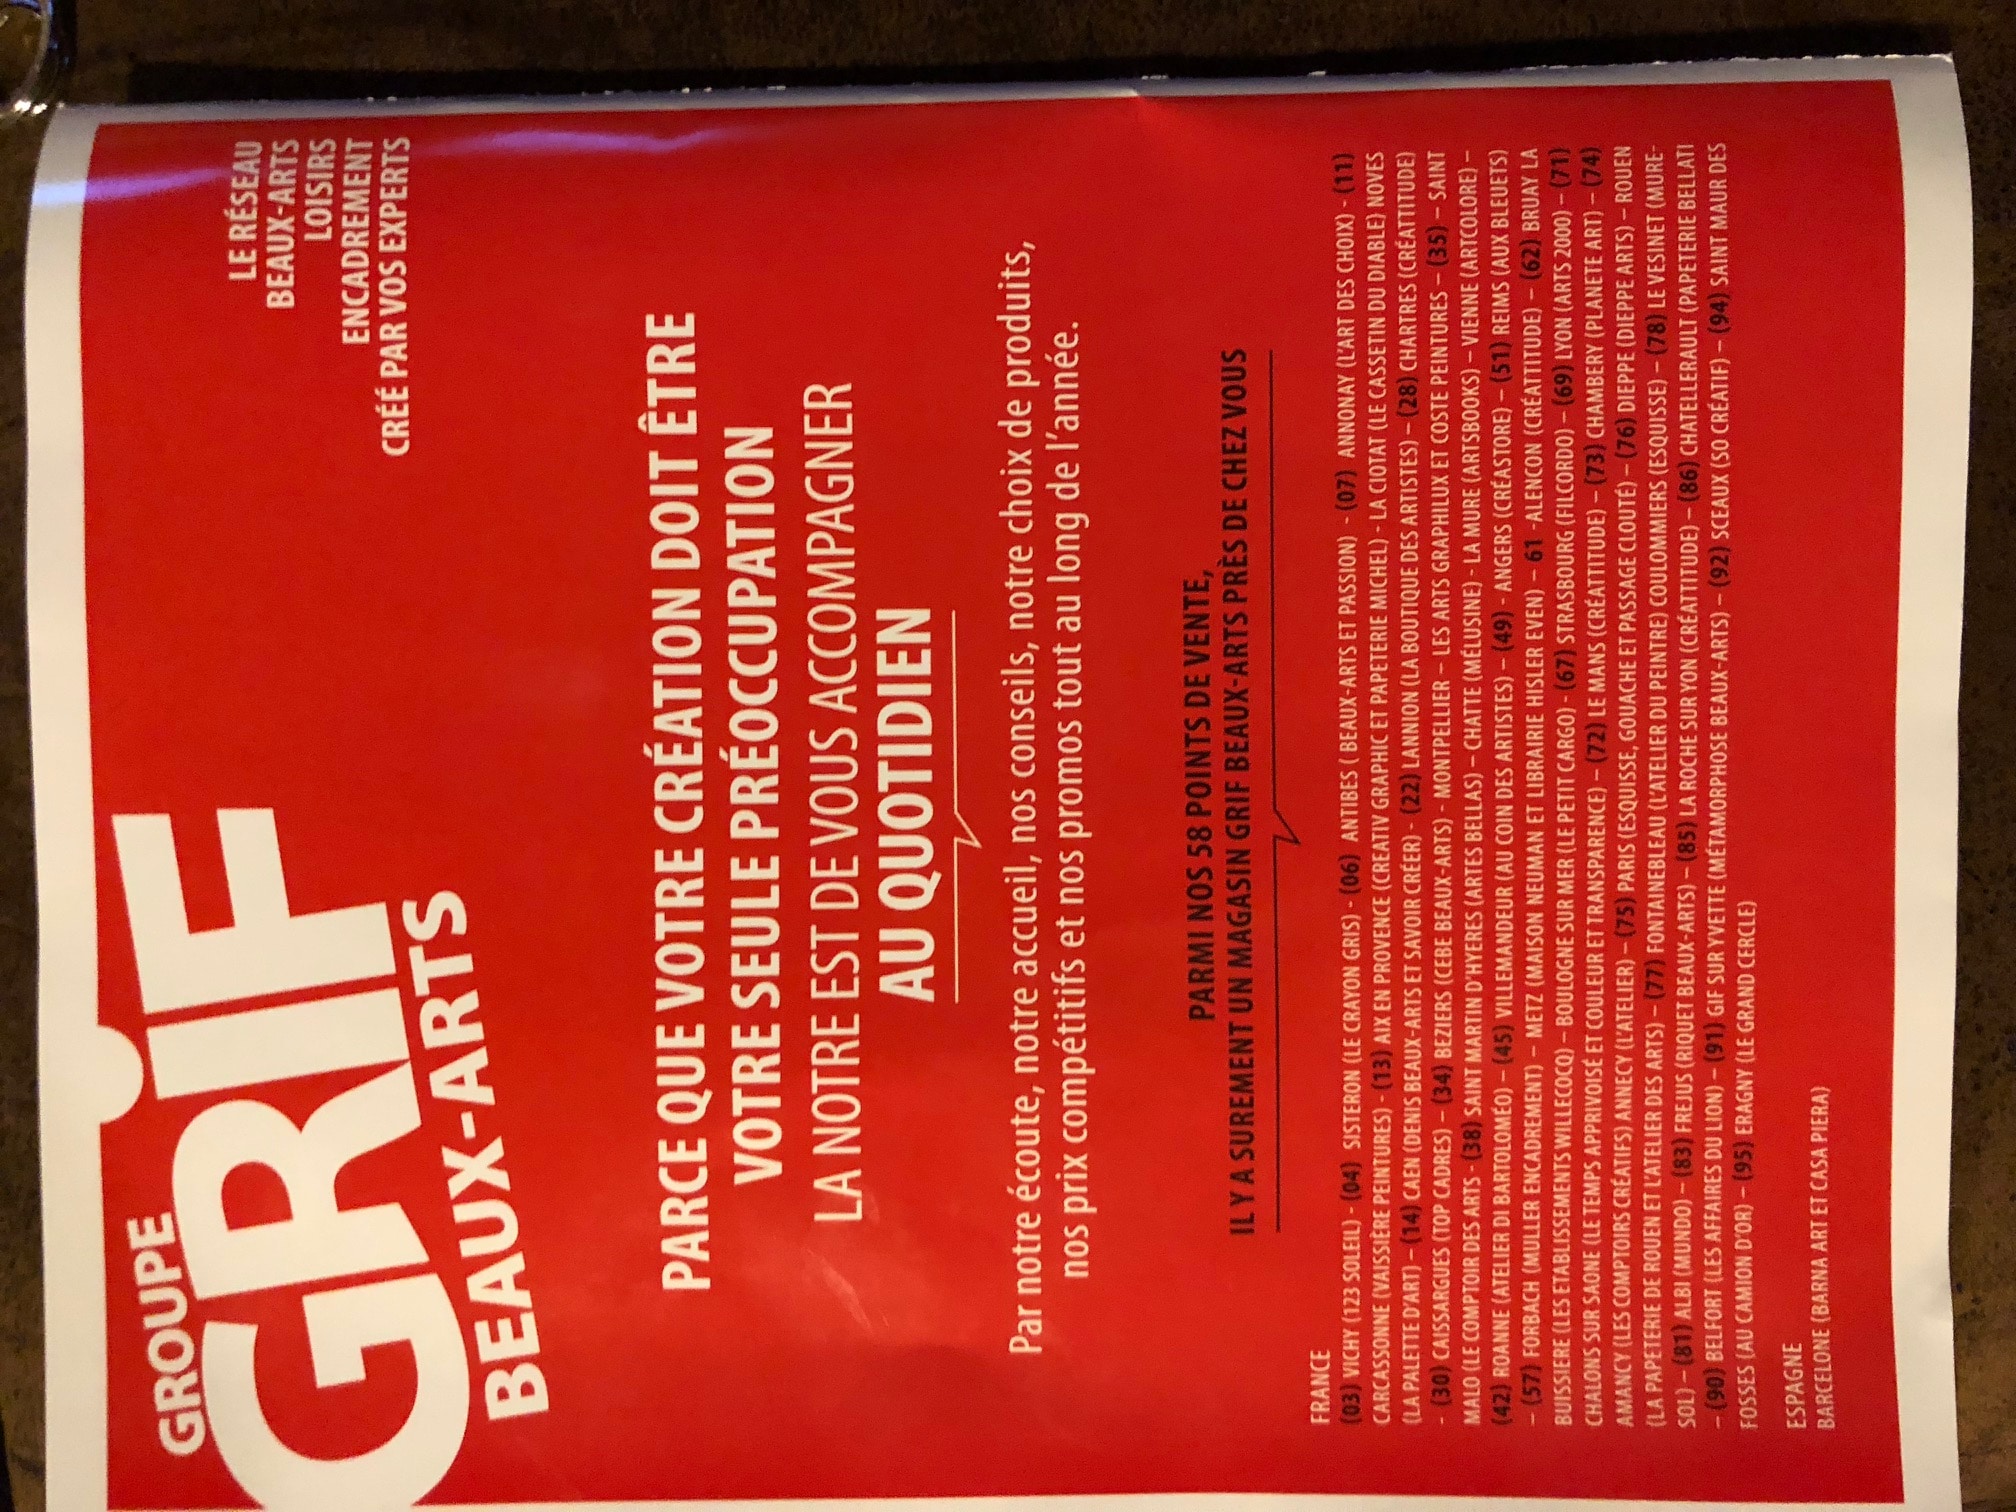 GROUPE
GRIF
BEAUX-ARTS
LE RÉSEAU
BEAUX-ARTS
LOISIRS
ENCADREMENT
CRÉÉ PAR VOS EXPERTS
PARCE QUE VOTRE CRÉATION DOIT ÊTRE
VOTRE SEULE PRÉOCCUPATION
LA NOTRE EST DE VOUS ACCOMPAGNER
AU QUOTIDIEN
Par notre écoute, notre accueil, nos conseils, notre choix de produits,
nos prix compétitifs et nos promos tout au long de l'année.
PARMI NOS 58 POINTS DE VENTE,
IL Y A SUREMENT UN MAGASIN GRIF BEAUX-ARTS PRÈS DE CHEZ VOUS
FRANCE
(03) VICHY (123 SOLEIL) - (04) SISTERON (LE CRAYON GRIS) - (06) ANTIBES ( BEAUX-ARTS ET PASSION) - (07) ANNONAY (L'ART DES CHOIX) - (11)
CARCASSONNE (VAISSIÈRE PEINTURES) - (13) AIX EN PROVENCE (CREATIV GRAPHIC ET PAPETERIE MICHEL) - LA CIOTAT (LE CASSETIN DU DIABLE) NOVES
(LA PALETTE D'ART) – (14) CAEN (DENIS BEAUX-ARTS ET SAVOIR CRÉER) - (22) LANNION (LA BOUTIQUE DES ARTISTES) – (28) CHARTRES (CRÉATTITUDE)
- (30) CAISSARGUES (TOP CADRES) - (34) BEZIERS (CEBE BEAUX-ARTS) - MONTPELLIER – LES ARTS GRAPHILUX ET COSTE PEINTURES – (35) – SAINT
MALO (LE COMPTOIR DES ARTS - (38) SAINT MARTIN D'HYERES (ARTES BELLAS) – CHATTE (MÉLUSINE) - LA MURE (ARTSBOOKS) – VIENNE (ARTCOLORE) –
(42) ROANNE (ATELIER DI BARTOLOMÉO) – (45) VILLEMANDEUR (AU COIN DES ARTISTES) – (49) - ANGERS (CRÉASTORE) - (51) REIMS (AUX BLEUETS)
– (57) FORBACH (MULLER ENCADREMENT) – METZ (MAISON NEUMAN ET LIBRAIRIE HISLER EVEN) – 61 - ALENCON (CRÉATTITUDE) – (62) BRUAY LA
BUISSIERE (LES ETABLISSEMENTS WILLECOCQ) – BOULOGNE SUR MER (LE PETIT CARGO) - (67) STRASBOURG (FILCORDO) – (69) LYON (ARTS 2000) – (71)
CHALONS SUR SAONE (LE TEMPS APPRIVOISÉ ET COULEUR ET TRANSPARENCE) – (72) LE MANS (CRÉATTITUDE) – (73) CHAMBERY (PLANETE ART) – (74)
AMANCY (LES COMPTOIRS CRÉATIFS) ANNECY (L'ATELIER) – (75) PARIS (ESQUISSE, GOUACHE ET PASSAGE CLOUTÉ) – (76) DIEPPE (DIEPPE ARTS) – ROUEN
(LA PAPETERIE DE ROUEN ET L'ATELIER DES ARTS) – (77) FONTAINEBLEAU (L'ATELIER DU PEINTRE) COULOMMIERS (ESQUISSE) – (78) LE VESINET (MURE-
SOL) – (81) ALBI (MUNDO) – (83) FREJUS (RIQUET BEAUX-ARTS) – (85) LA ROCHE SUR YON (CRÉATTITUDE) – (86) CHATELLERAULT (PAPETERIE BELLATI
– (90) BELFORT (LES AFFAIRES DU LION) – (91) GIF SUR YVETTE (MÉTAMORPHOSE BEAUX-ARTS) – (92) SCEAUX (SO CRÉATIF) – (94) SAINT MAUR DES
FOSSES (AU CAMION D'OR) – (95) ERAGNY (LE GRAND CERCLE)
ESPAGNE
BARCELONE (BARNA ART ET CASA PIERA)